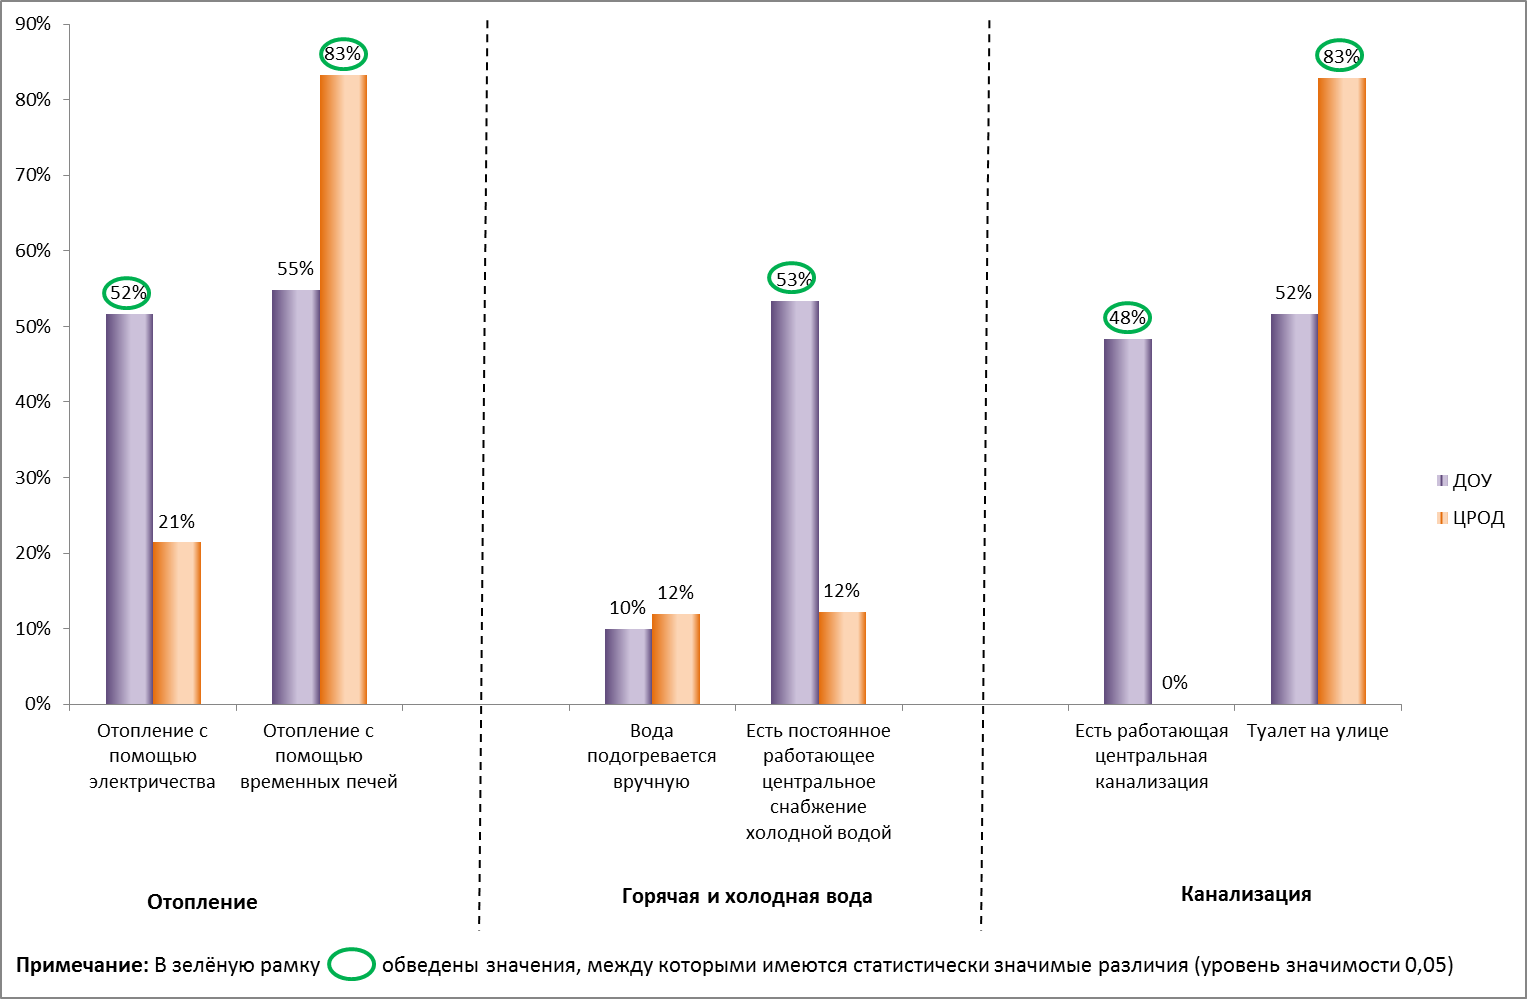 90%
80%
70%
60%
50%
40%
30%
20%
10%
0%
52%
21%
55%
83%
10%
12%
53%
12%
48%
0%
52%
83%
Отопление с
помощью
электричества
Отопление с
помощью
временных печей
Вода
подогревается
вручную
Есть постоянное
работающее
центральное
снабжение
холодной водой
Есть работающая
центральная
канализация
Туалет на улице
ДОУ
ЦРОД
Отопление
Горячая и холодная вода
Канализация
Примечание: В зелёную рамку обведены значения, между которыми имеются статистически значимые различия (уровень значимости 0,05)